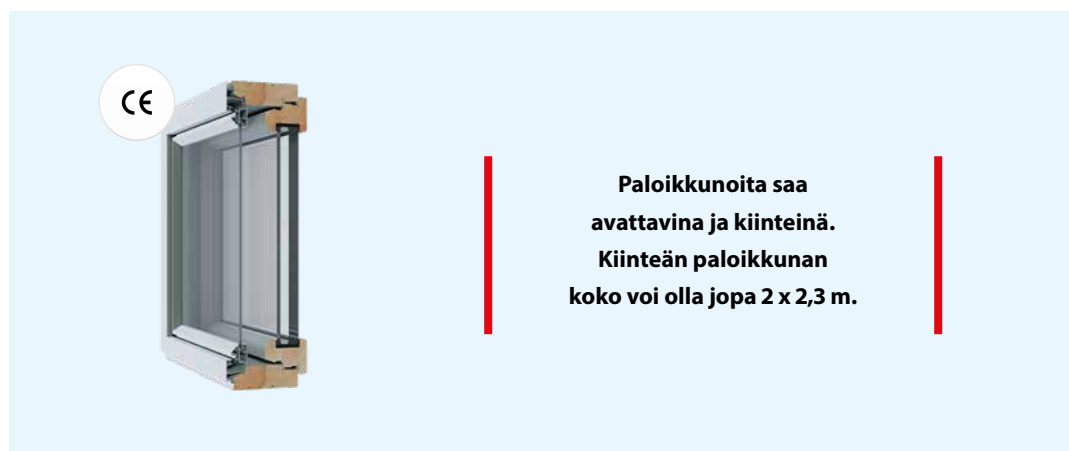 CE
Paloikkunoita saa
avattavina ja kiinteinä.
Kiinteän paloikkunan
koko voi olla jopa 2 x 2,3 m.